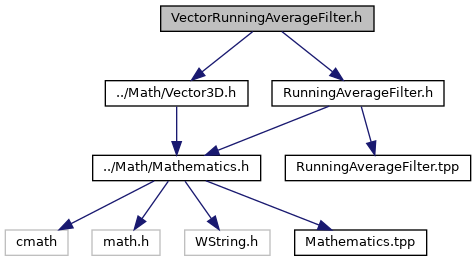 VectorRunningAverageFilter.h
../Math/Vector3D.h
RunningAverageFilter.h
../Math/Mathematics.h
RunningAverageFilter.tpp
cmath
math.h
WString.h
Mathematics.tpp